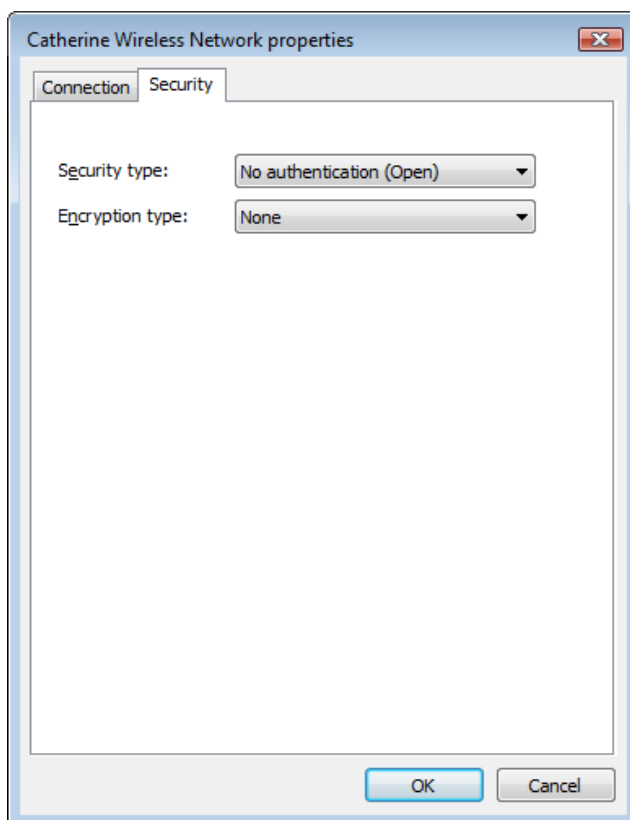 Catherine Wireless Network properties
Connection Security
Security type: No authentication (Open)
Encryption type: None
OK Cancel